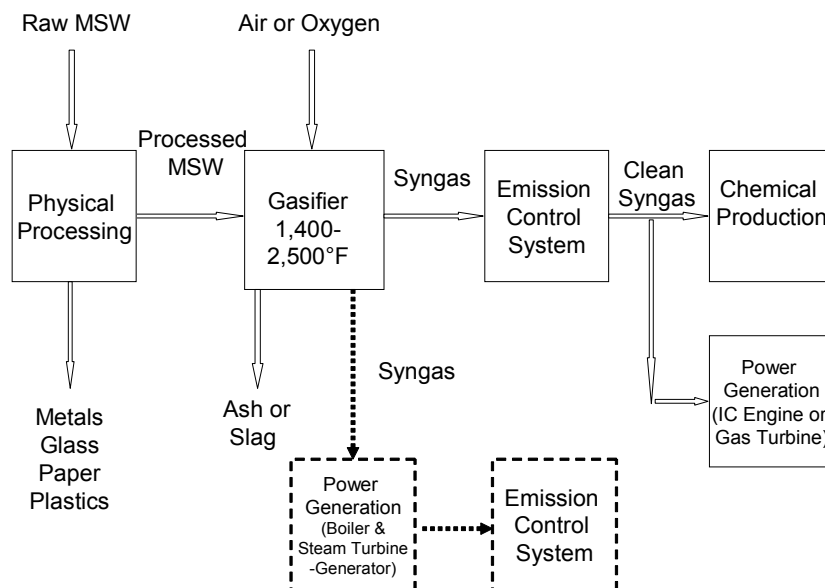 Raw MSW
Air or Oxygen
Processed
MSW
Physical
Processing
Gasifier
1,400-
2,500°F
Syngas
Emission
Control
System
Clean
Syngas
Chemical
Production
Metals
Glass
Paper
Plastics
Ash or
Slag
Syngas
Power
Generation
(IC Engine or
Gas Turbine)
Power
Generation
(Boiler &
Steam Turbine
-Generator)
Emission
Control
System